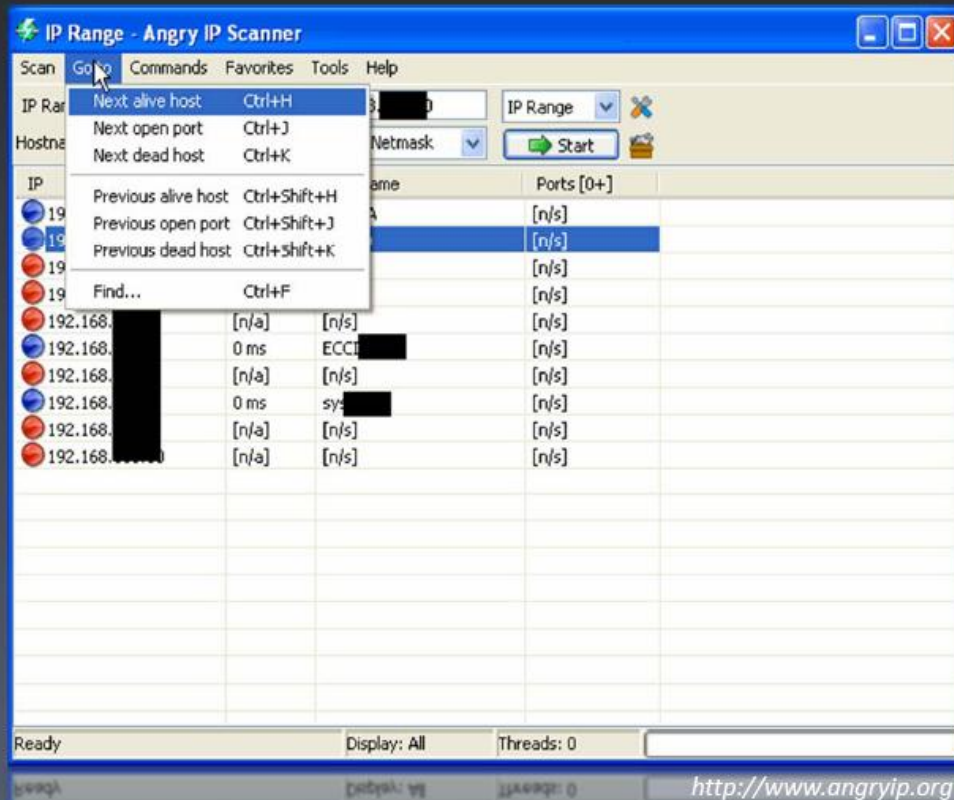 IP Range - Angry IP Scanner
Scan Goto Commands Favorites Tools Help
IP Range
Start
Netmask
Next alive host Ctrl+H
Next open port Ctrl+J
Next dead host Ctrl+K
Previous alive host Ctrl+Shift+H
Previous open port Ctrl+Shift+J
Previous dead host Ctrl+Shift+K
Find... Ctrl+F
IP Ports [0+]
[n/s]
[n/s]
[n/s]
[n/s]
192.168. [n/a] [n/s] [n/s]
192.168. 0 ms [n/s]
192.168. [n/a] [n/s] [n/s]
192.168. 0 ms [n/s]
192.168. [n/a] [n/s] [n/s]
192.168. [n/a] [n/s] [n/s]
Ready Display: All Threads: 0
http://www.angryip.org